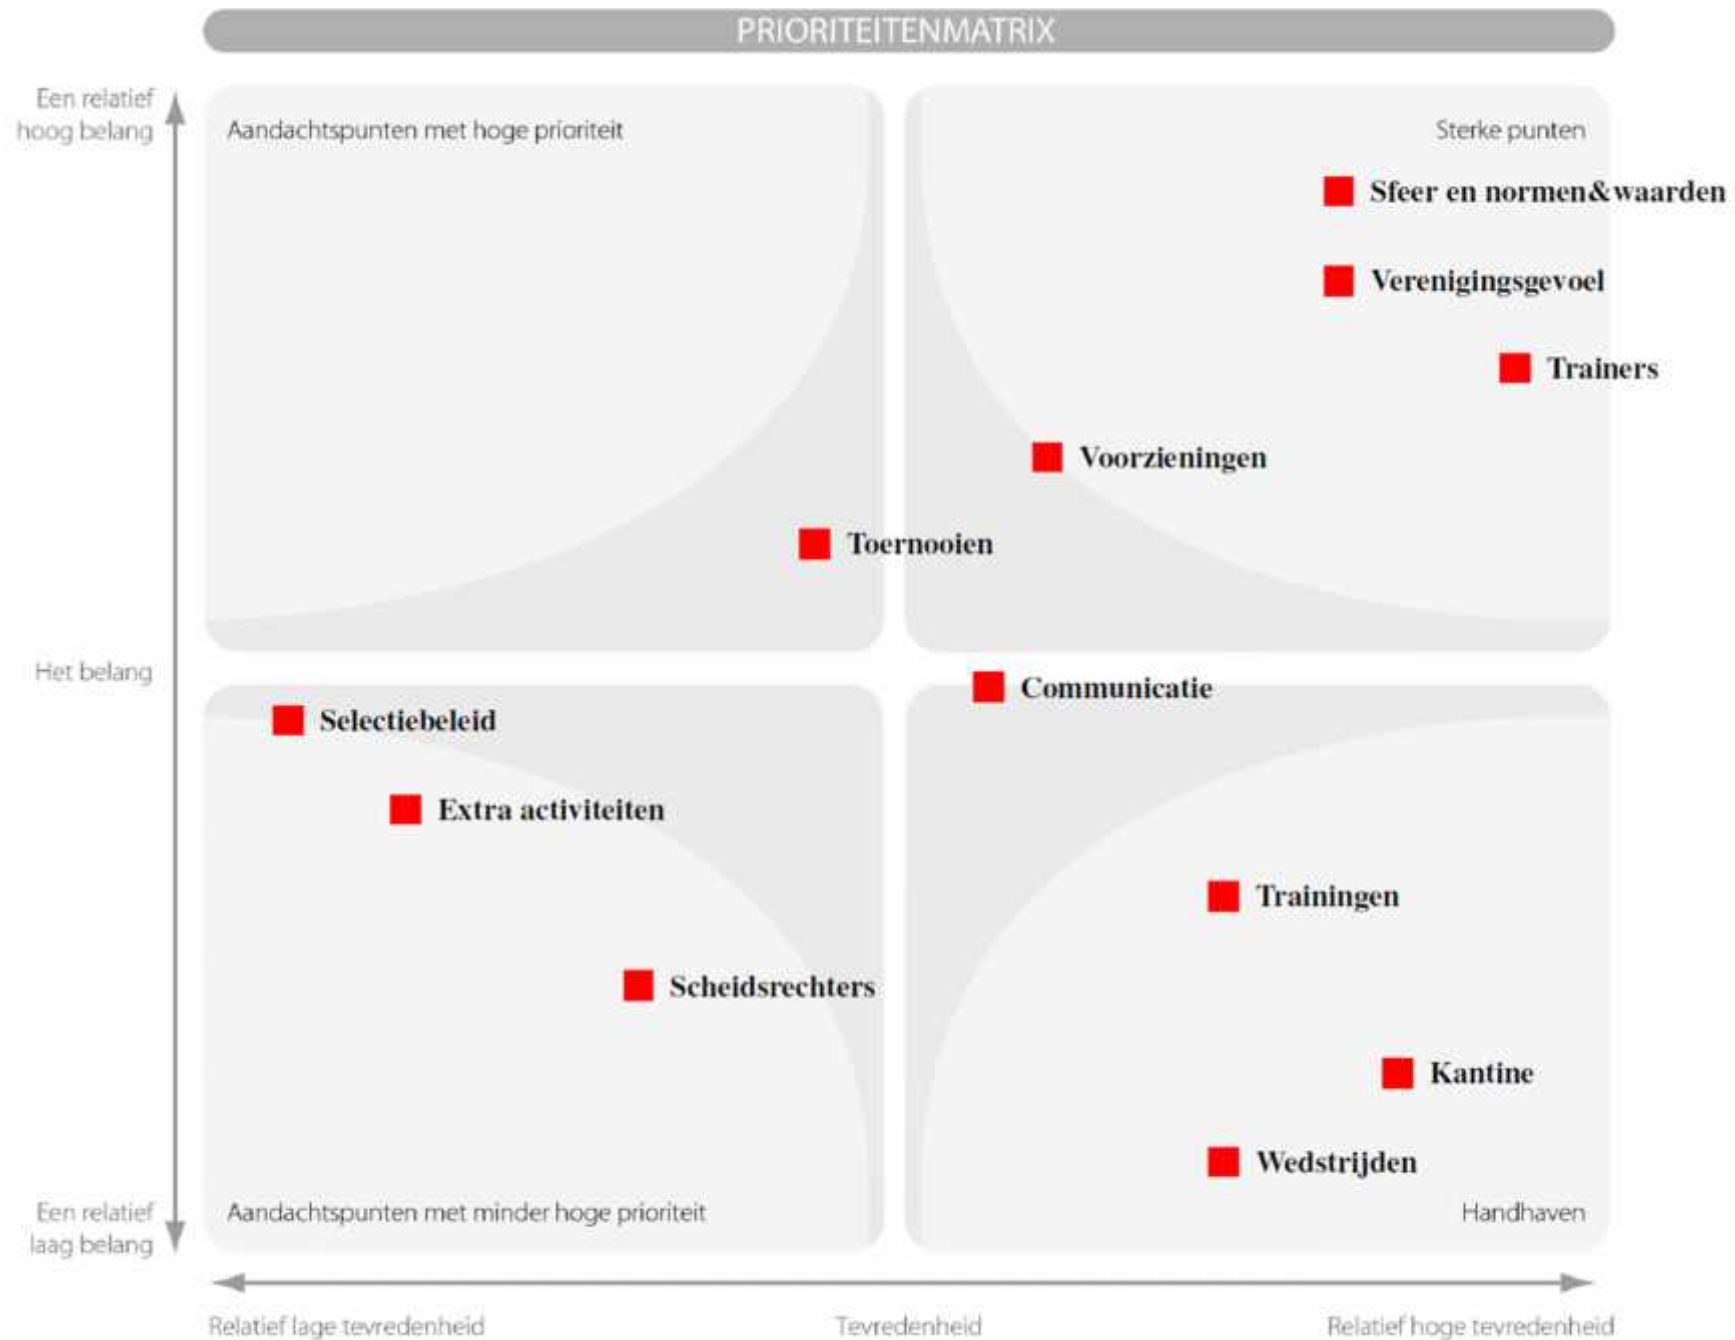 PRIORITEITENMATRIX
Een relatief
hoog belang
Aandachtspunten met hoge prioriteit
Sterke punten
Sfeer en normen&waarden
Verenigingsgevoel
Trainers
Voorzieningen
Toernooien
Het belang
Communicatie
Selectiebeleid
Extra activiteiten
Trainingen
Scheidsrechters
Kantine
Wedstrijden
Een relatief
laag belang
Aandachtspunten met minder hoge prioriteit
Handhaven
Relatief lage tevredenheid
Tevredenheid
Relatief hoge tevredenheid